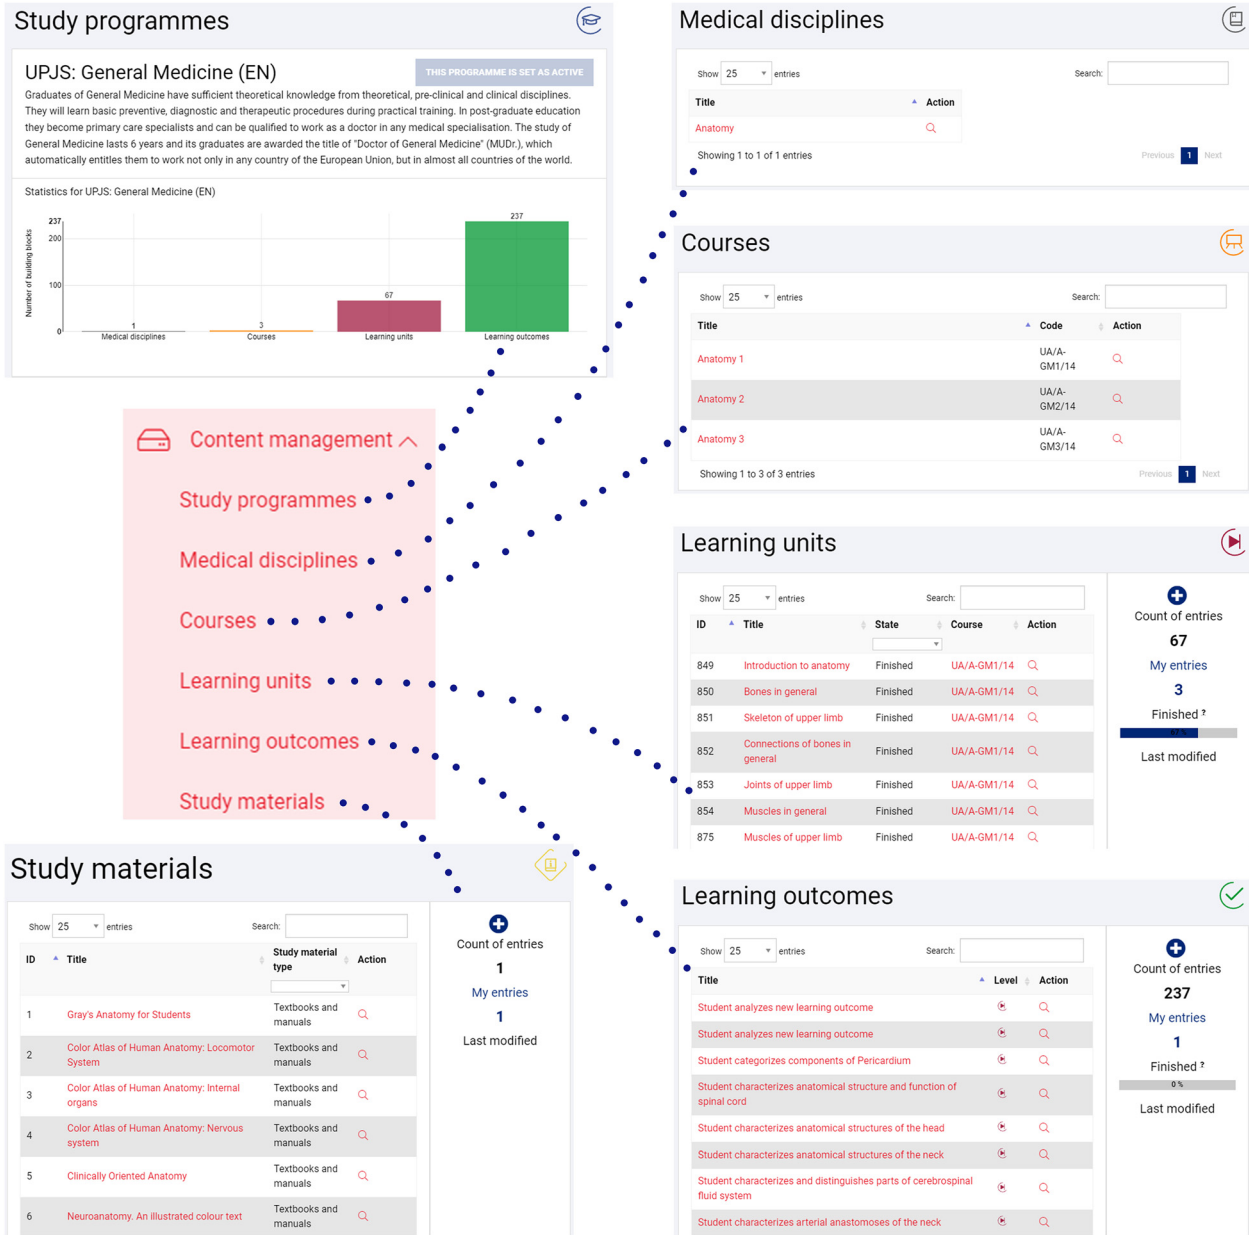 Study programmes
UPJS: General Medicine (EN)
THIS PROGRAMME IS SET AS ACTIVE
Graduates of General Medicine have sufficient theoretical knowledge from theoretical, pre-clinical and clinical disciplines.
They will learn basic preventive, diagnostic and therapeutic procedures during practical training. In post-graduate education
they become primary care specialists and can be qualified to work as a doctor in any medical specialisation. The study of
General Medicine lasts 6 years and its graduates are awarded the title of "Doctor of General Medicine" (MUDr.), which
automatically entitles them to work not only in any country of the European Union, but in almost all countries of the world.
Statistics for UPJS: General Medicine (EN)
Number of building blocks
237
200
100
0
1
3
67
237
Medical disciplines
Courses
Learning units
Learning outcomes
Medical disciplines
Show 25 entries
Search:
Title Action
Anatomy
Showing 1 to 1 of 1 entries
Previous 1 Next
Courses
Show 25 entries
Search:
Title Code Action
Anatomy 1 UA/A-
GM1/14
Anatomy 2 UA/A-
GM2/14
Anatomy 3 UA/A-
GM3/14
Showing 1 to 3 of 3 entries
Previous 1 Next
Content management
Study programmes
Medical disciplines
Courses
Learning units
Learning outcomes
Study materials
Learning units
Show 25 entries
Search:
ID Title State Course Action
849 Introduction to anatomy Finished UA/A-GM1/14
850 Bones in general Finished UA/A-GM1/14
851 Skeleton of upper limb Finished UA/A-GM1/14
852 Connections of bones in
general Finished UA/A-GM1/14
853 Joints of upper limb Finished UA/A-GM1/14
854 Muscles in general Finished UA/A-GM1/14
875 Muscles of upper limb Finished UA/A-GM1/14
Count of entries
67
My entries
3
Finished ?
Last modified
Study materials
Show 25 entries
Search:
ID Title Study material
type Action
1 Gray's Anatomy for Students Textbooks and
manuals
2 Color Atlas of Human Anatomy: Locomotor
System Textbooks and
manuals
3 Color Atlas of Human Anatomy: Internal
organs Textbooks and
manuals
4 Color Atlas of Human Anatomy: Nervous
system Textbooks and
manuals
5 Clinically Oriented Anatomy Textbooks and
manuals
6 Neuroanatomy. An illustrated colour text Textbooks and
manuals
Count of entries
1
My entries
1
Last modified
Learning outcomes
Show 25 entries
Search:
Title Level Action
Student analyzes new learning outcome
Student analyzes new learning outcome
Student categorizes components of Pericardium
Student characterizes anatomical structure and function of
spinal cord
Student characterizes anatomical structures of the head
Student characterizes anatomical structures of the neck
Student characterizes and distinguishes parts of cerebrospinal
fluid system
Student characterizes arterial anastomoses of the neck
Count of entries
237
My entries
1
Finished ?
0 %
Last modified